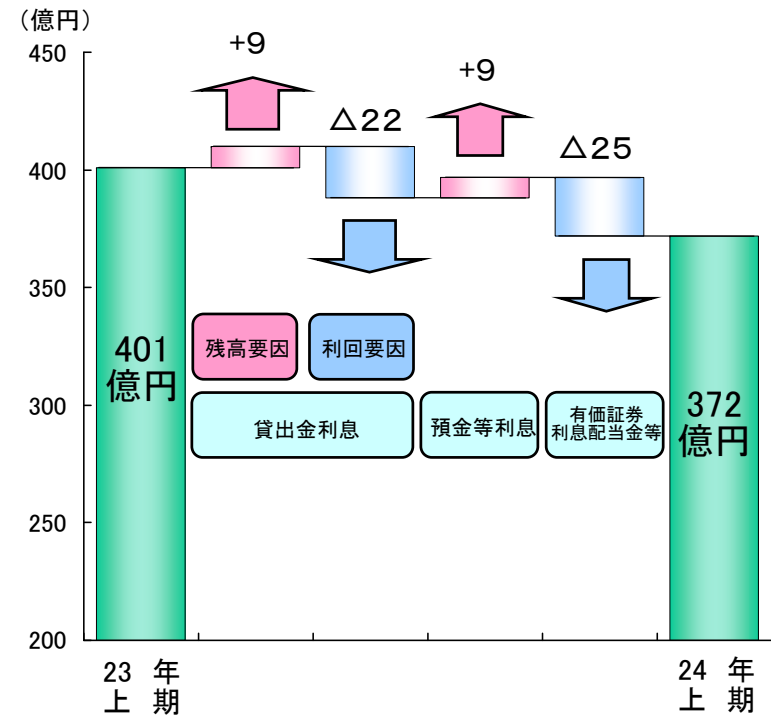 (億円)
450
400
350
300
250
200
+9
△22
+9
△25
401
億円
残高要因
利回要因
貸出金利息
預金等利息
有価証券
利息配当金等
372
億円
23 年
上 期
24 年
上 期